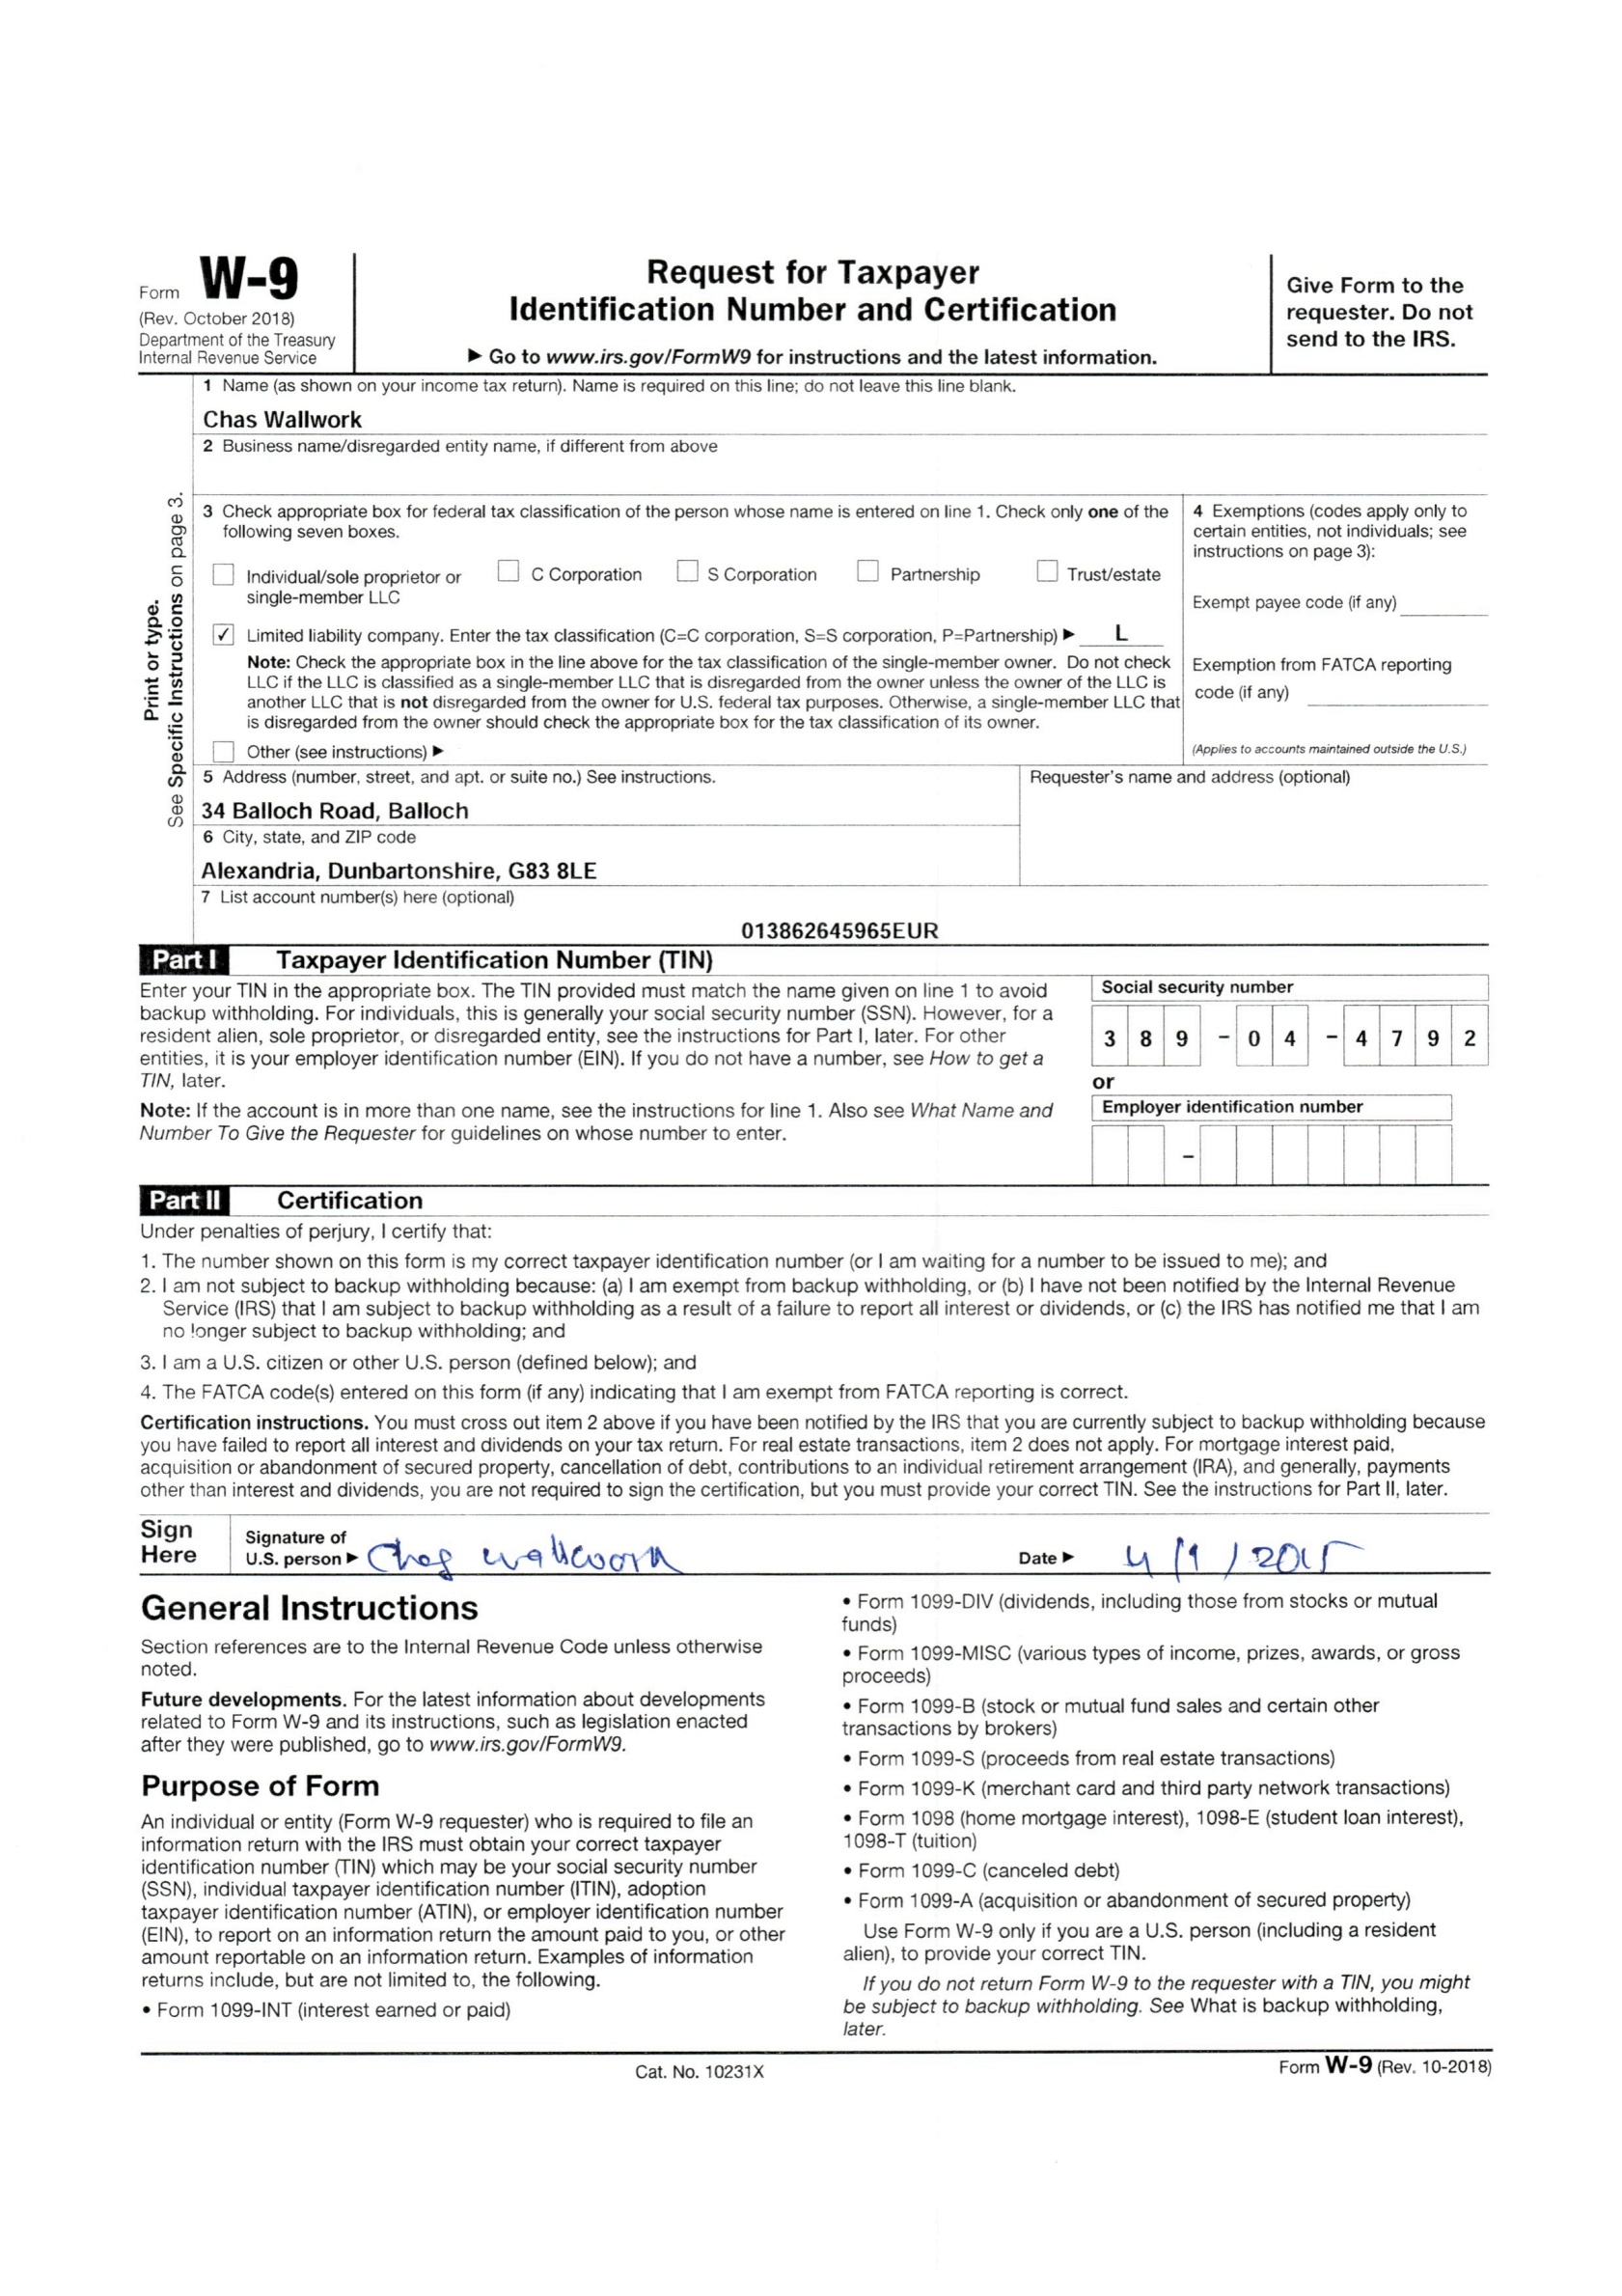 Form W-9
(Rev. October 2018)
Department of the Treasury
Internal Revenue Service
Request for Taxpayer
Identification Number and Certification
▶ Go to www.irs.gov/FormW9 for instructions and the latest information.
Give Form to the
requester. Do not
send to the IRS.
Print or type.
See Specific Instructions on page 3.
1 Name (as shown on your income tax return). Name is required on this line; do not leave this line blank.
Chas Wallwork
2 Business name/disregarded entity name, if different from above
3 Check appropriate box for federal tax classification of the person whose name is entered on line 1. Check only one of the
following seven boxes.
Individual/sole proprietor or
single-member LLC
C Corporation
S Corporation
Partnership
Trust/estate
✓ Limited liability company. Enter the tax classification (C=C corporation, S=S corporation, P=Partnership) ▶ L
Note: Check the appropriate box in the line above for the tax classification of the single-member owner. Do not check
LLC if the LLC is classified as a single-member LLC that is disregarded from the owner unless the owner of the LLC is
another LLC that is not disregarded from the owner for U.S. federal tax purposes. Otherwise, a single-member LLC that
is disregarded from the owner should check the appropriate box for the tax classification of its owner.
Other (see instructions) ▶
4 Exemptions (codes apply only to
certain entities, not individuals; see
instructions on page 3):
Exempt payee code (if any)
Exemption from FATCA reporting
code (if any)
(Applies to accounts maintained outside the U.S.)
5 Address (number, street, and apt. or suite no.) See instructions.
34 Balloch Road, Balloch
6 City, state, and ZIP code
Alexandria, Dunbartonshire, G83 8LE
Requester's name and address (optional)
7 List account number(s) here (optional)
013862645965EUR
Part I Taxpayer Identification Number (TIN)
Enter your TIN in the appropriate box. The TIN provided must match the name given on line 1 to avoid
backup withholding. For individuals, this is generally your social security number (SSN). However, for a
resident alien, sole proprietor, or disregarded entity, see the instructions for Part I, later. For other
entities, it is your employer identification number (EIN). If you do not have a number, see How to get a
TIN, later.
Note: If the account is in more than one name, see the instructions for line 1. Also see What Name and
Number To Give the Requester for guidelines on whose number to enter.
Social security number
3 8 9 - 0 4 - 4 7 9 2
or
Employer identification number
-
Part II Certification
Under penalties of perjury, I certify that:
1. The number shown on this form is my correct taxpayer identification number (or I am waiting for a number to be issued to me); and
2. I am not subject to backup withholding because: (a) I am exempt from backup withholding, or (b) I have not been notified by the Internal Revenue
Service (IRS) that I am subject to backup withholding as a result of a failure to report all interest or dividends, or (c) the IRS has notified me that I am
no longer subject to backup withholding; and
3. I am a U.S. citizen or other U.S. person (defined below); and
4. The FATCA code(s) entered on this form (if any) indicating that I am exempt from FATCA reporting is correct.
Certification instructions. You must cross out item 2 above if you have been notified by the IRS that you are currently subject to backup withholding because
you have failed to report all interest and dividends on your tax return. For real estate transactions, item 2 does not apply. For mortgage interest paid,
acquisition or abandonment of secured property, cancellation of debt, contributions to an individual retirement arrangement (IRA), and generally, payments
other than interest and dividends, you are not required to sign the certification, but you must provide your correct TIN. See the instructions for Part II, later.
Sign
Here
Signature of
U.S. person ▶ Chas Wallwork
Date ▶ 4/9/2015
General Instructions
Section references are to the Internal Revenue Code unless otherwise
noted.
Future developments. For the latest information about developments
related to Form W-9 and its instructions, such as legislation enacted
after they were published, go to www.irs.gov/FormW9.
Purpose of Form
An individual or entity (Form W-9 requester) who is required to file an
information return with the IRS must obtain your correct taxpayer
identification number (TIN) which may be your social security number
(SSN), individual taxpayer identification number (ITIN), adoption
taxpayer identification number (ATIN), or employer identification number
(EIN), to report on an information return the amount paid to you, or other
amount reportable on an information return. Examples of information
returns include, but are not limited to, the following.
• Form 1099-INT (interest earned or paid)
• Form 1099-DIV (dividends, including those from stocks or mutual
funds)
• Form 1099-MISC (various types of income, prizes, awards, or gross
proceeds)
• Form 1099-B (stock or mutual fund sales and certain other
transactions by brokers)
• Form 1099-S (proceeds from real estate transactions)
• Form 1099-K (merchant card and third party network transactions)
• Form 1098 (home mortgage interest), 1098-E (student loan interest),
1098-T (tuition)
• Form 1099-C (canceled debt)
• Form 1099-A (acquisition or abandonment of secured property)
Use Form W-9 only if you are a U.S. person (including a resident
alien), to provide your correct TIN.
If you do not return Form W-9 to the requester with a TIN, you might
be subject to backup withholding. See What is backup withholding,
later.
Cat. No. 10231X
Form W-9 (Rev. 10-2018)